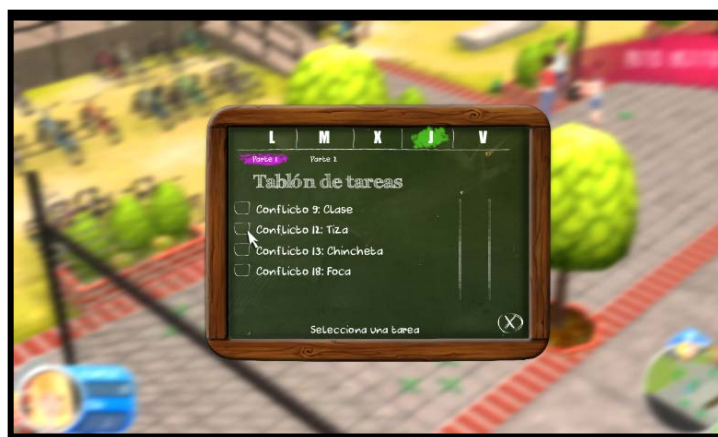 L M X J V
Parte 1 Parte 2
Tablón de tareas
Conflicto 9: Clase
Conflicto 12: Tiza
Conflicto 13: Chincheta
Conflicto 18: Foca
Selecciona una tarea
X